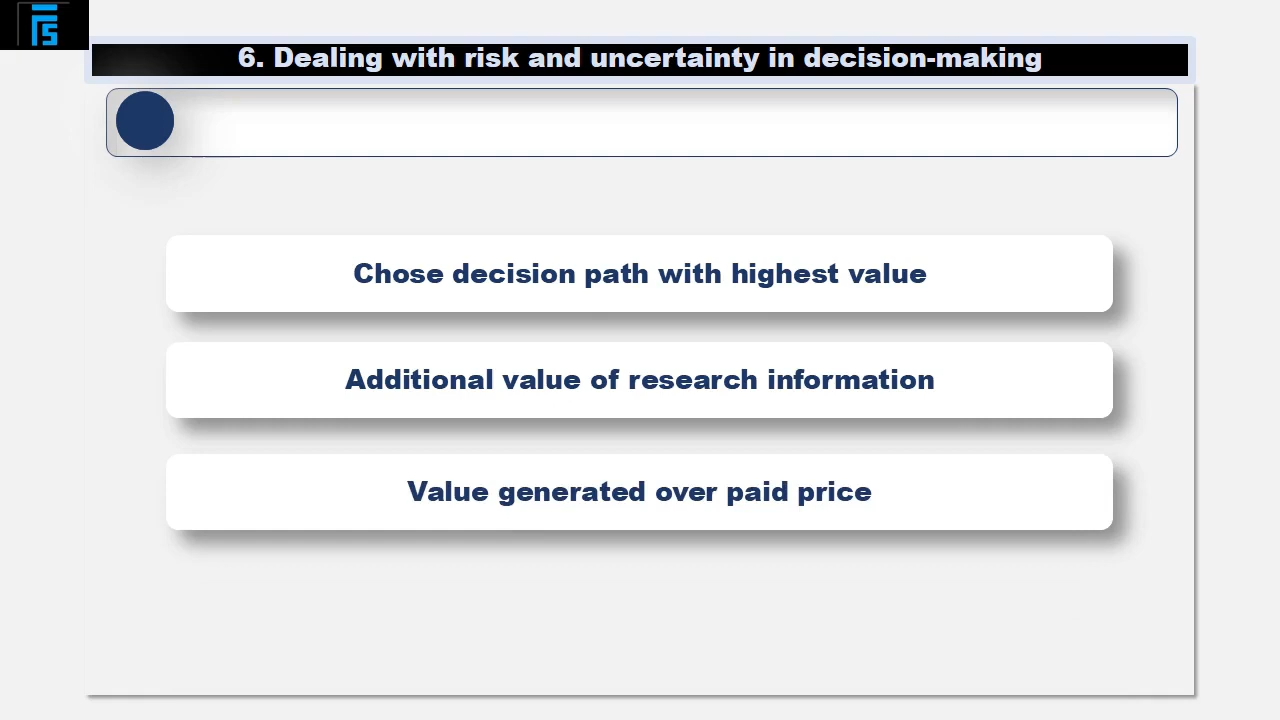 6. Dealing with risk and uncertainty in decision-making
Chose decision path with highest value
Additional value of research information
Value generated over paid price